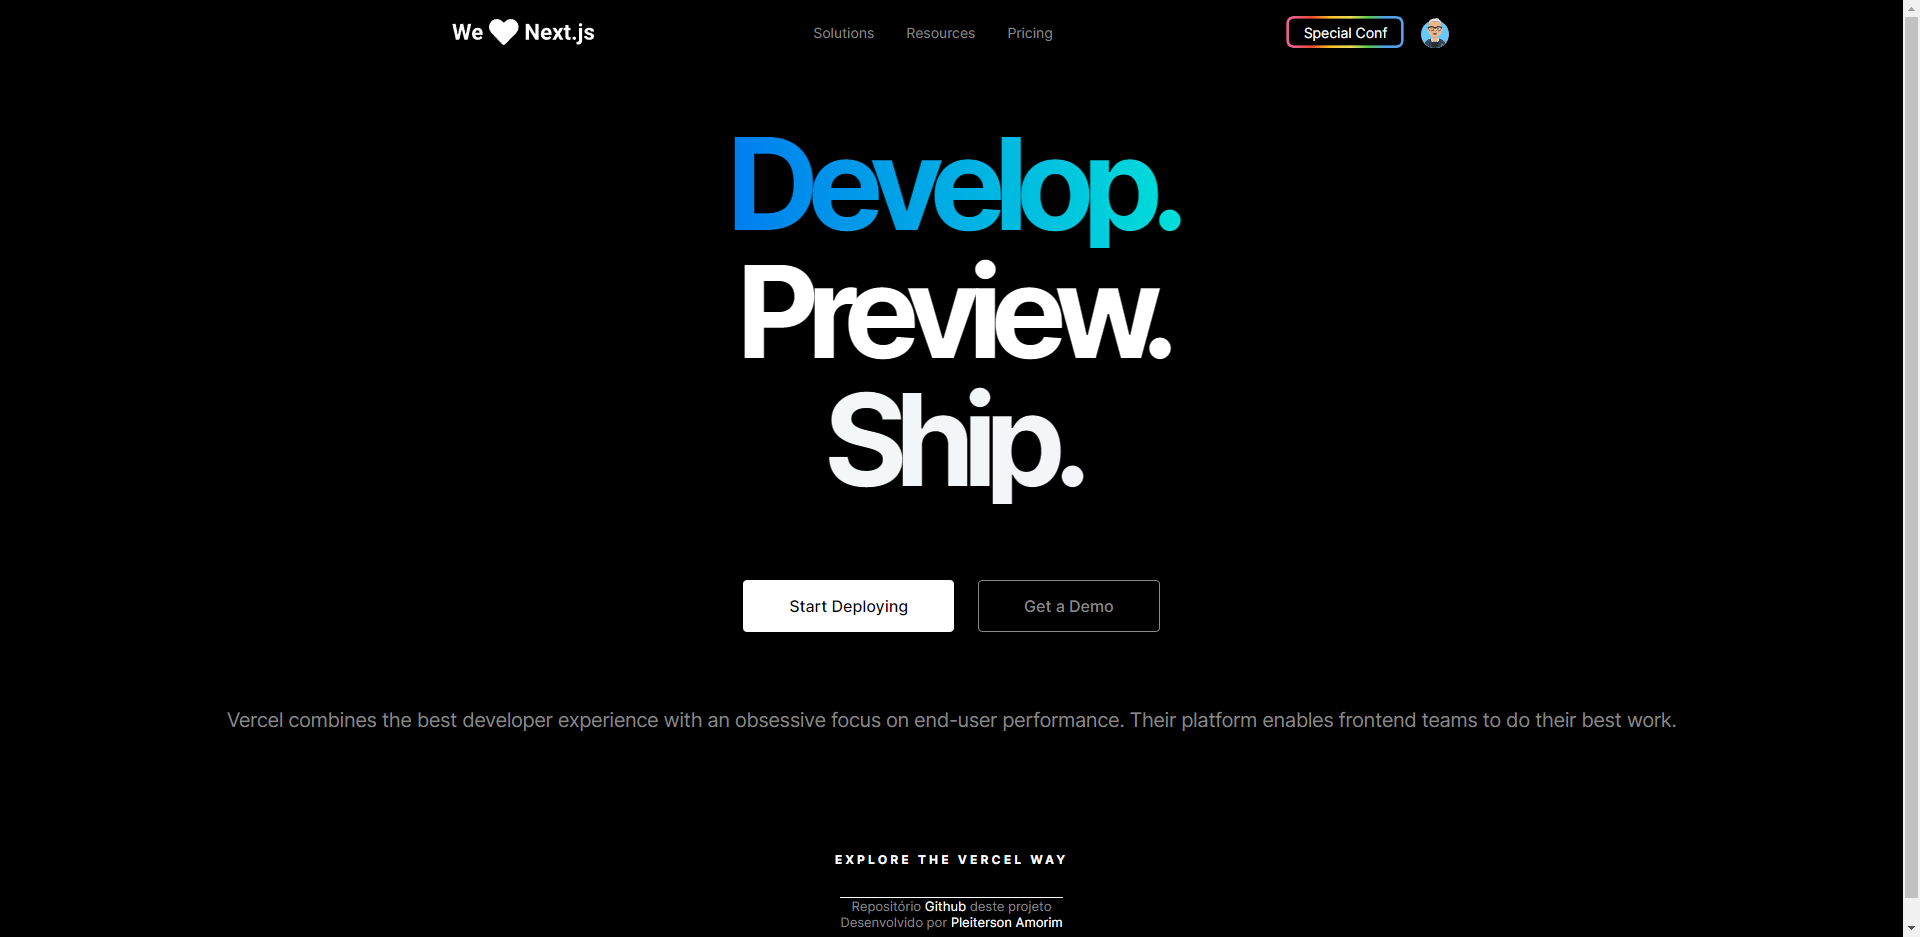 We Next.js
Solutions
Resources
Pricing
Special Conf
Develop.
Preview.
Ship.
Start Deploying
Get a Demo
Vercel combines the best developer experience with an obsessive focus on end-user performance. Their platform enables frontend teams to do their best work.
EXPLORE THE VERCEL WAY
Repositório Github deste projeto
Desenvolvido por Pleiterson Amorim